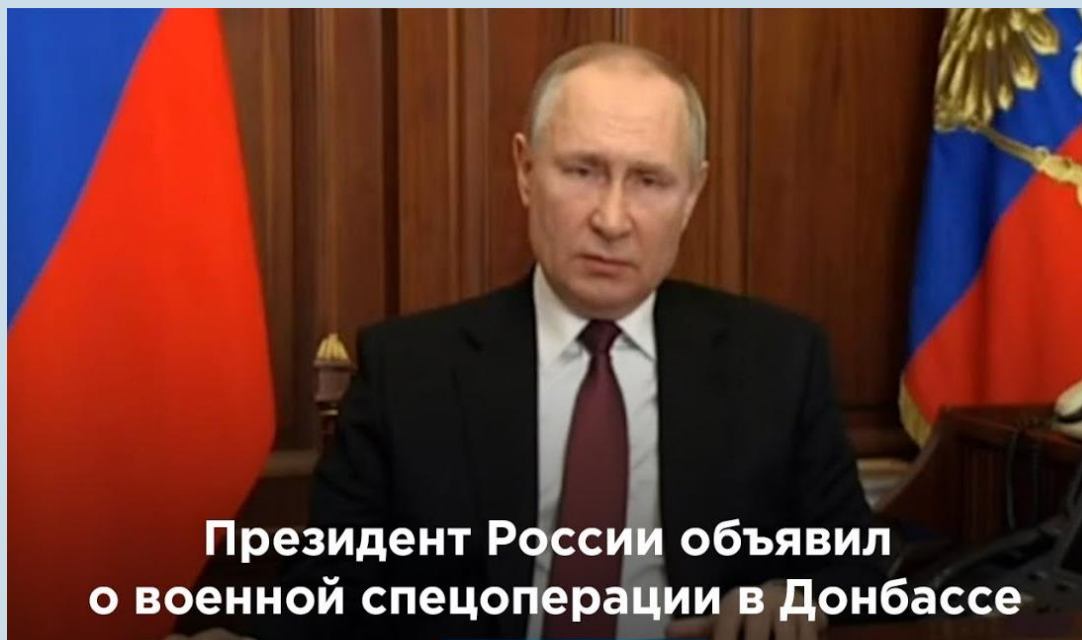 Президент России объявил
о военной спецоперации в Донбассе